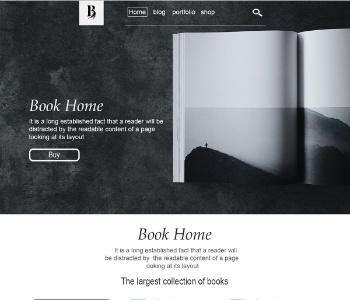 B
Home blog portfolio shop
Book Home
It is a long established fact that a reader will be
distracted by the readable content of a page
looking at its layout
Buy
Book Home
It is a long established fact that a reader will
be distracted by the readable content of a page
ooking at its layout
The largest collection of books